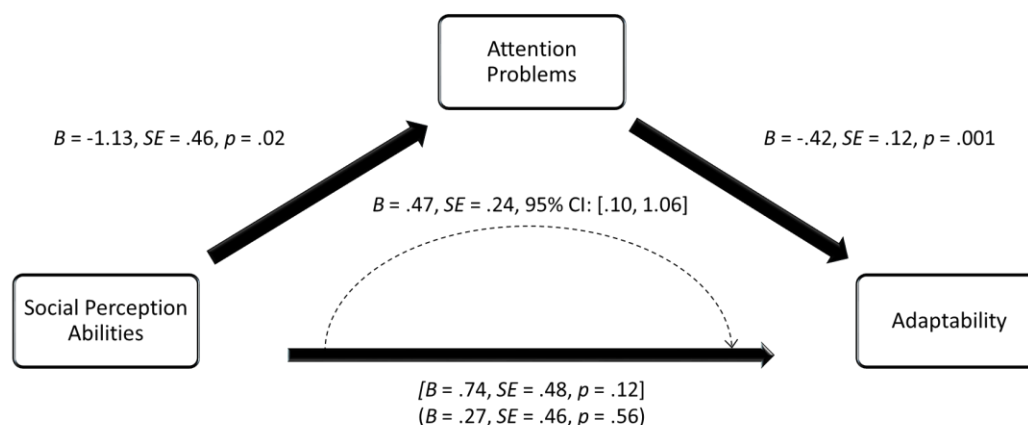 Attention
Problems
B = -1.13, SE = .46, p = .02
B = -.42, SE = .12, p = .001
B = .47, SE = .24, 95% CI: [.10, 1.06]
Social Perception
Abilities
Adaptability
[B = .74, SE = .48, p = .12]
(B = .27, SE = .46, p = .56)